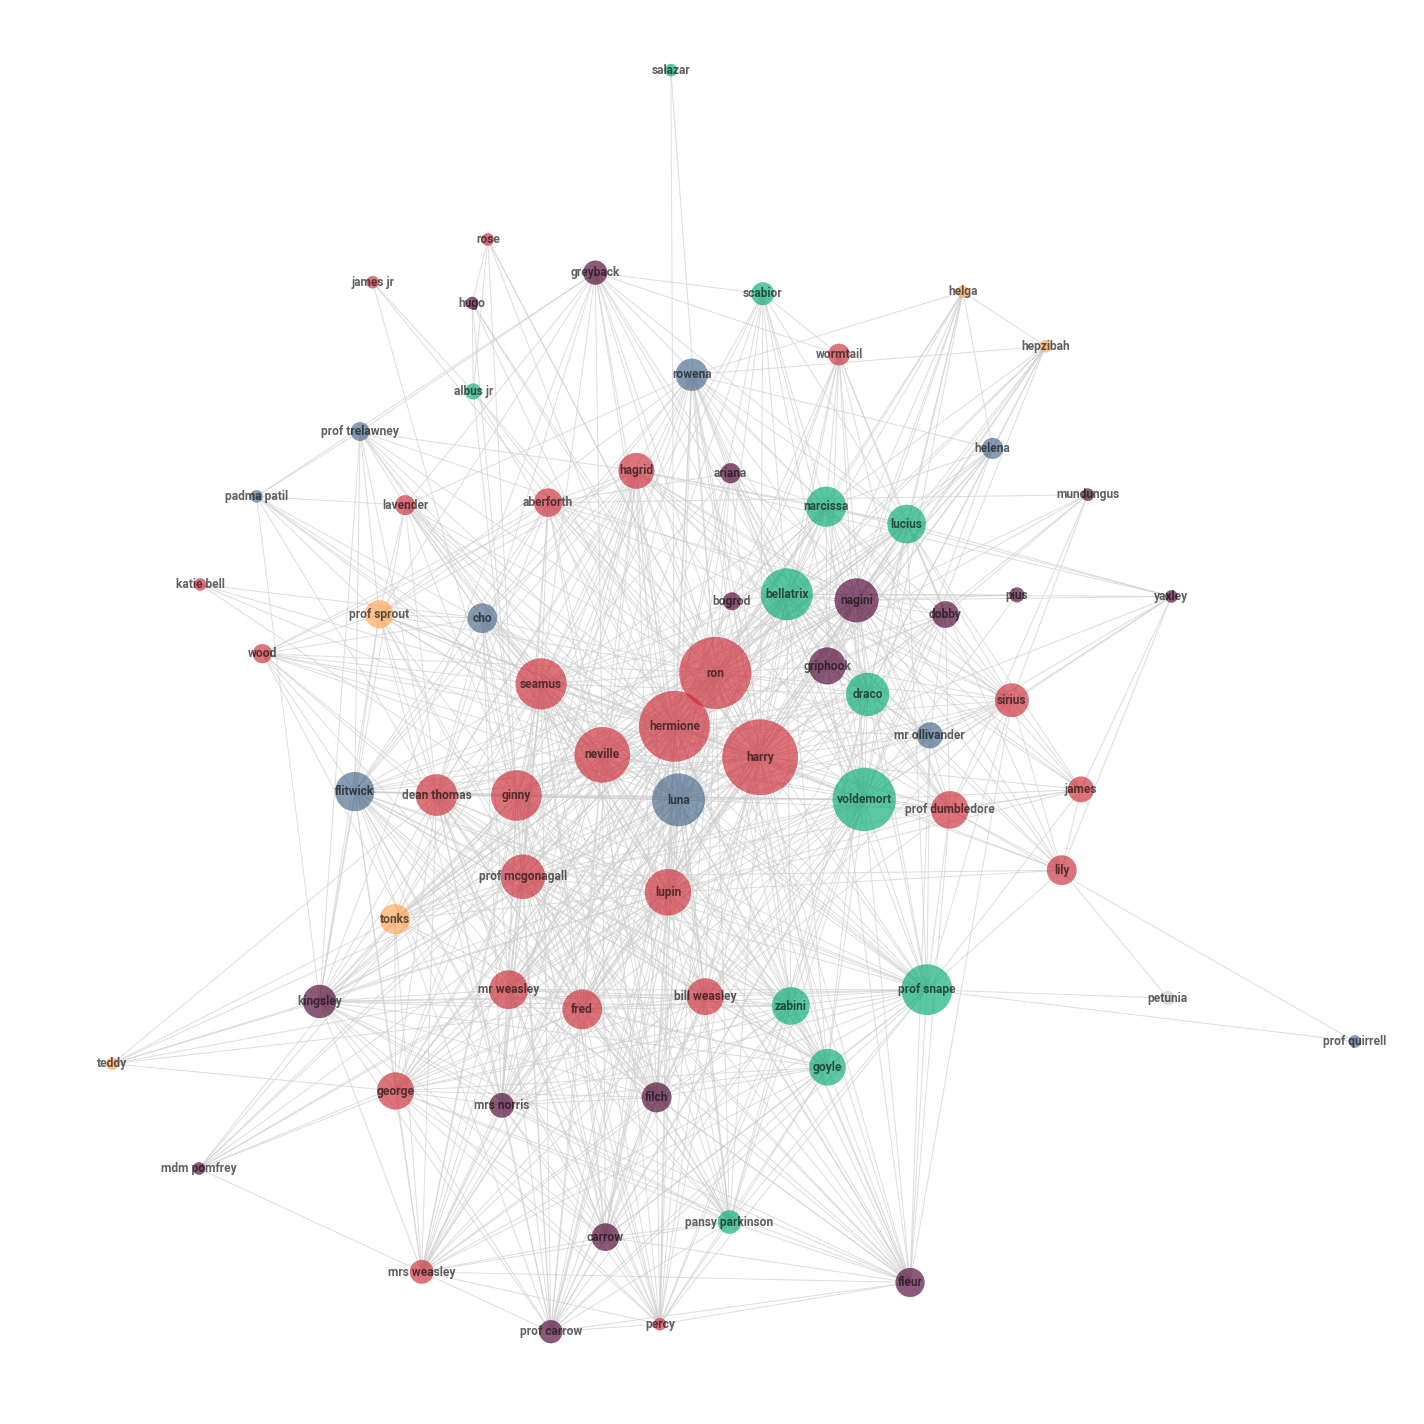 salazar
rose
greyback
james jr
scabior
helga
hugo
hepzibah
wormtail
rowena
albus jr
prof trelawney
helena
hagrid
ariana
padma patil
mundungus
lavender
aberforth
narcissa
lucius
katie bell
bellatrix
pius
yaxley
bogrod
nagini
prof sprout
dobby
cho
wood
griphook
ron
seamus
draco
sirius
hermione
mr ollivander
neville
harry
james
flitwick
dean thomas
ginny
luna
voldemort
prof dumbledore
lily
prof mcgonagall
lupin
tonks
mr weasley
prof snape
bill weasley
petunia
kingsley
zabini
fred
prof quirrell
teddy
goyle
george
filch
mrs norris
mdm pomfrey
pansy parkinson
carrow
mrs weasley
fleur
percy
prof carrow